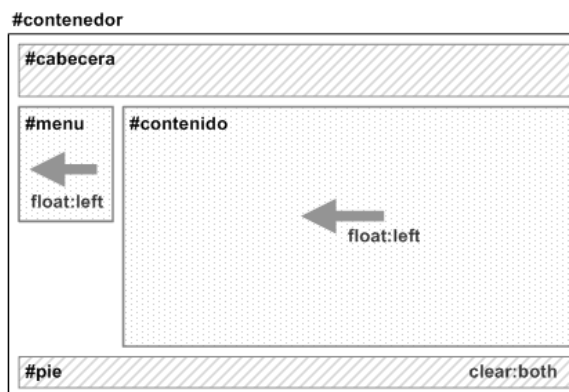 #contenedor
#cabecera
#menu
#contenido
float:left
float:left
#pie
clear:both